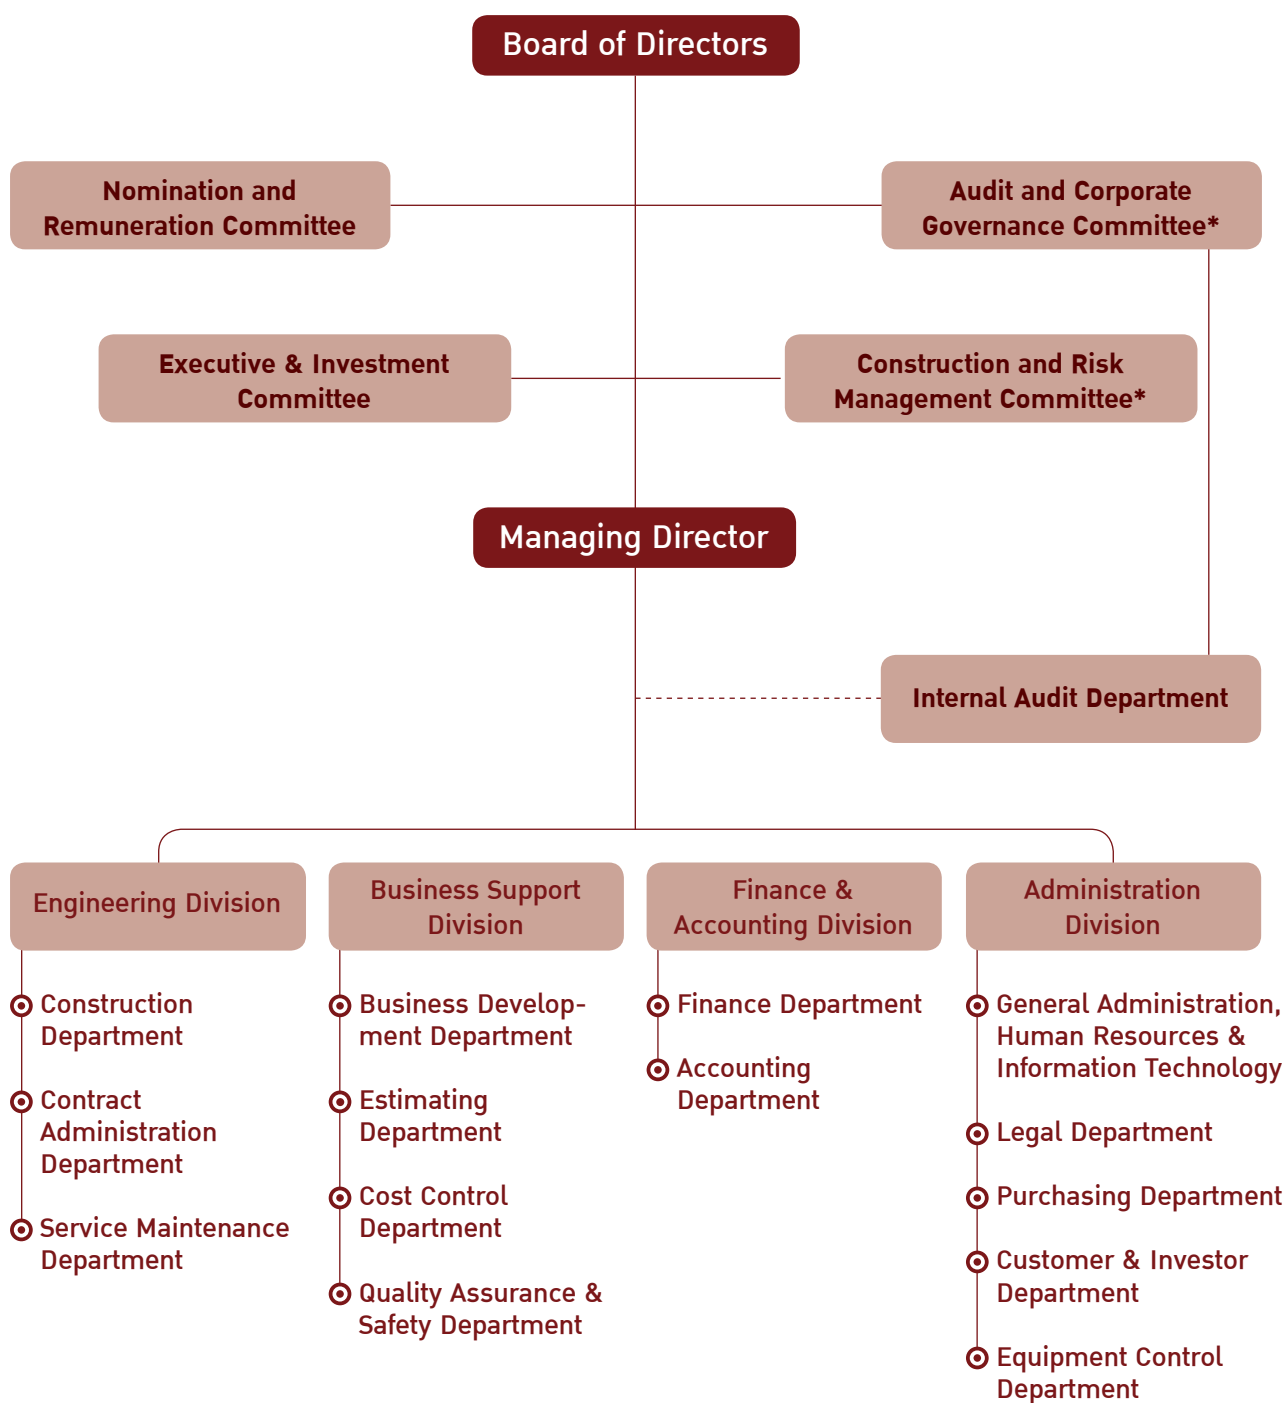 Board of Directors
Nomination and
Remuneration Committee
Audit and Corporate
Governance Committee*
Executive & Investment
Committee
Construction and Risk
Management Committee*
Managing Director
Internal Audit Department
Engineering Division
Construction
Department
Contract
Administration
Department
Service Maintenance
Department
Business Support
Division
Business Develop-
ment Department
Estimating
Department
Cost Control
Department
Quality Assurance &
Safety Department
Finance &
Accounting Division
Finance Department
Accounting
Department
Administration
Division
General Administration,
Human Resources &
Information Technology
Legal Department
Purchasing Department
Customer & Investor
Department
Equipment Control
Department